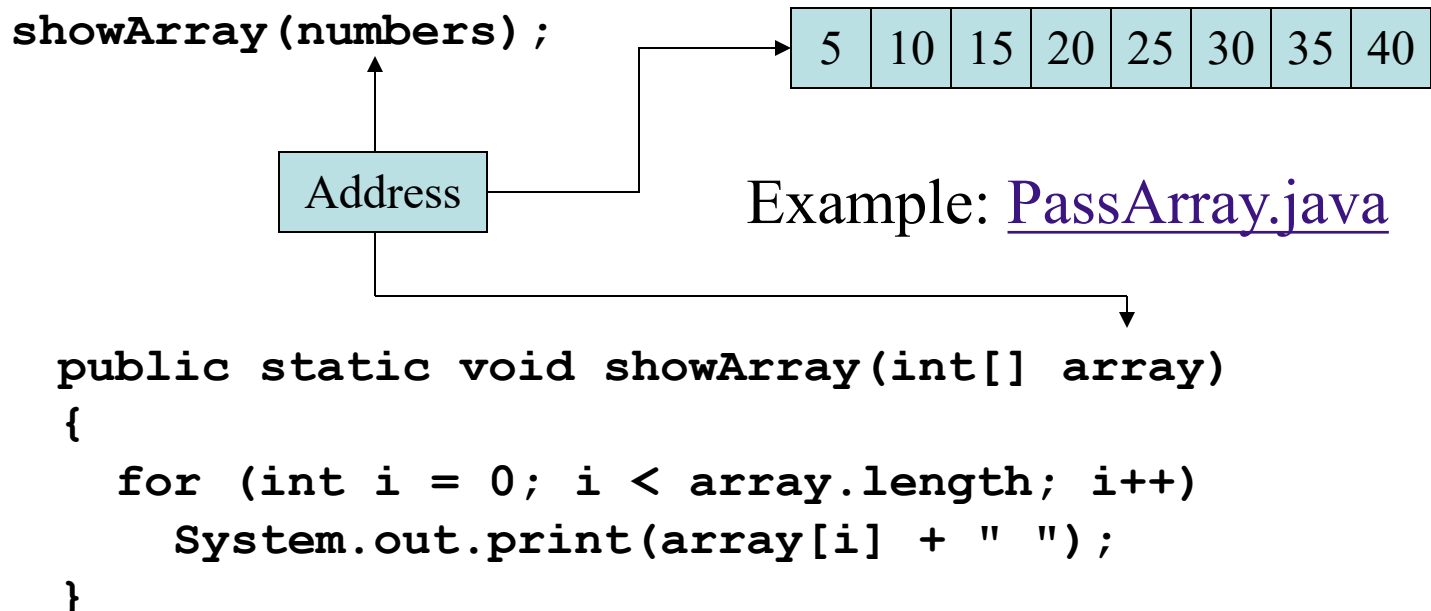 showArray(numbers);
5 10 15 20 25 30 35 40
Address
Example: PassArray.java
public static void showArray(int[] array)
{
for (int i = 0; i < array.length; i++)
System.out.print(array[i] + " ");
}